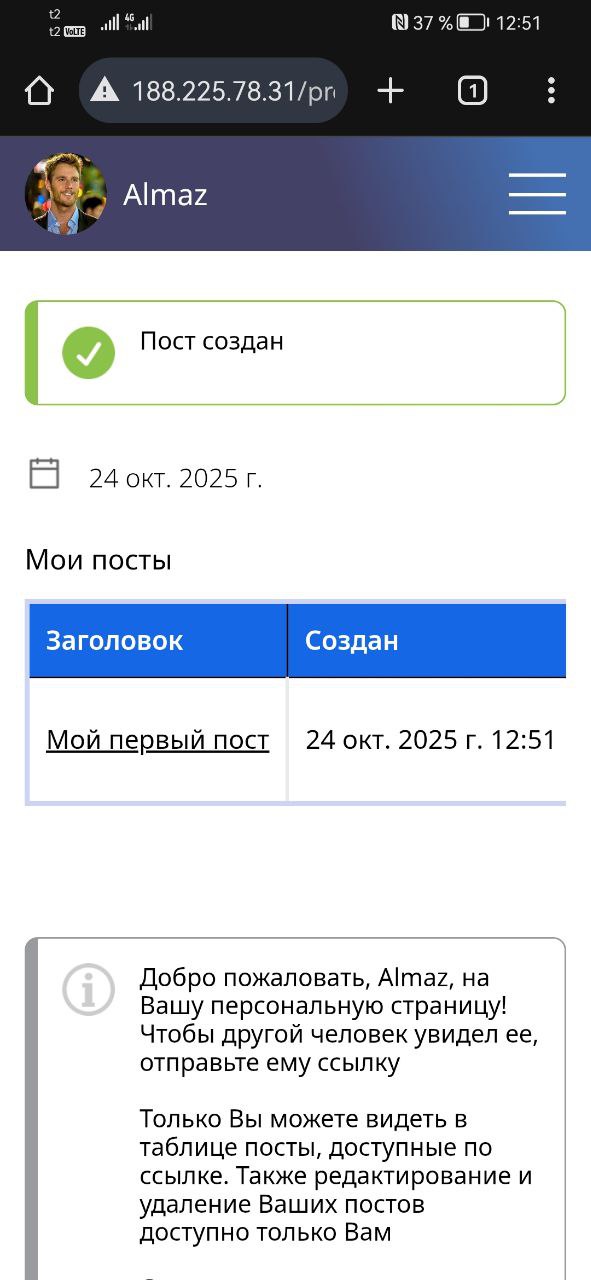 t2
t2 VoLTE 4G 37 % 12:51
188.225.78.31/pr
1
Almaz
Пост создан
24 окт. 2025 г.
Мои посты
Заголовок Создан
Мой первый пост 24 окт. 2025 г. 12:51
Добро пожаловать, Almaz, на
Вашу персональную страницу!
Чтобы другой человек увидел ее,
отправьте ему ссылку
Только Вы можете видеть в
таблице посты, доступные по
ссылке. Также редактирование и
удаление Ваших постов
доступно только Вам